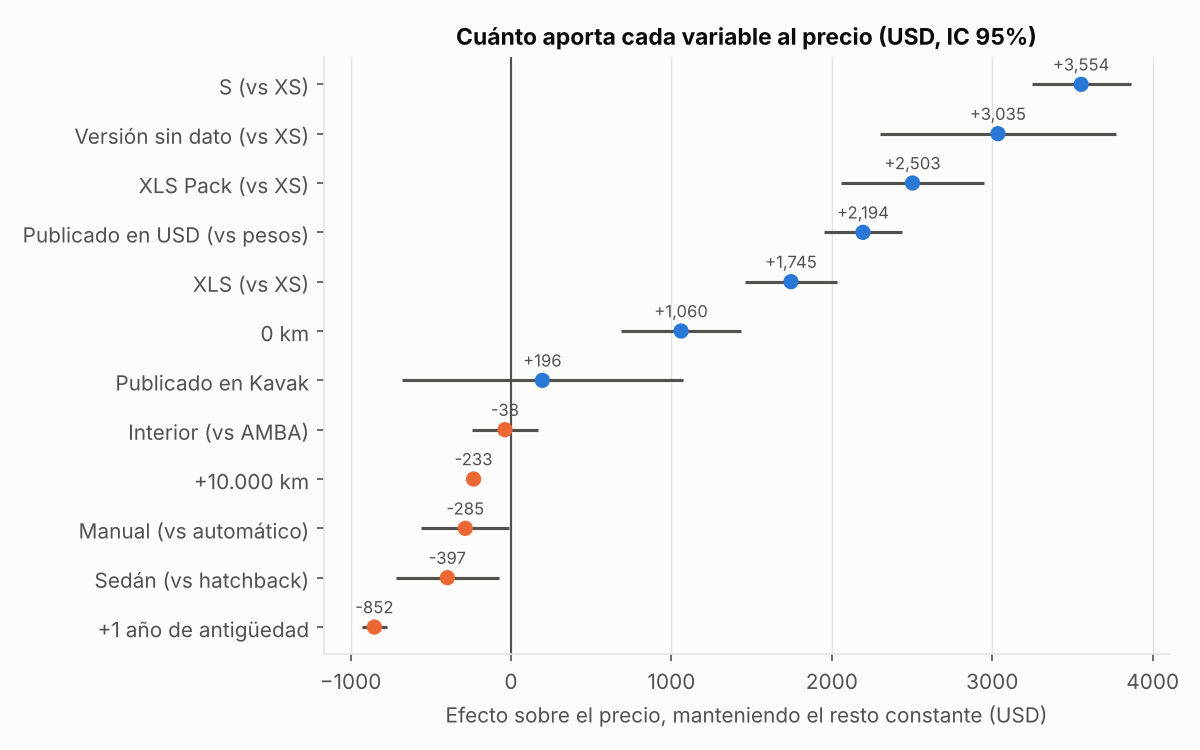 Cuánto aporta cada variable al precio (USD, IC 95%)
S (vs XS)
+3,554
Versión sin dato (vs XS)
+3,035
XLS Pack (vs XS)
+2,503
Publicado en USD (vs pesos)
+2,194
XLS (vs XS)
+1,745
0 km
+1,060
Publicado en Kavak
+196
Interior (vs AMBA)
-38
+10.000 km
-233
Manual (vs automático)
-285
Sedán (vs hatchback)
-397
+1 año de antigüedad
-852
−1000 0 1000 2000 3000 4000
Efecto sobre el precio, manteniendo el resto constante (USD)